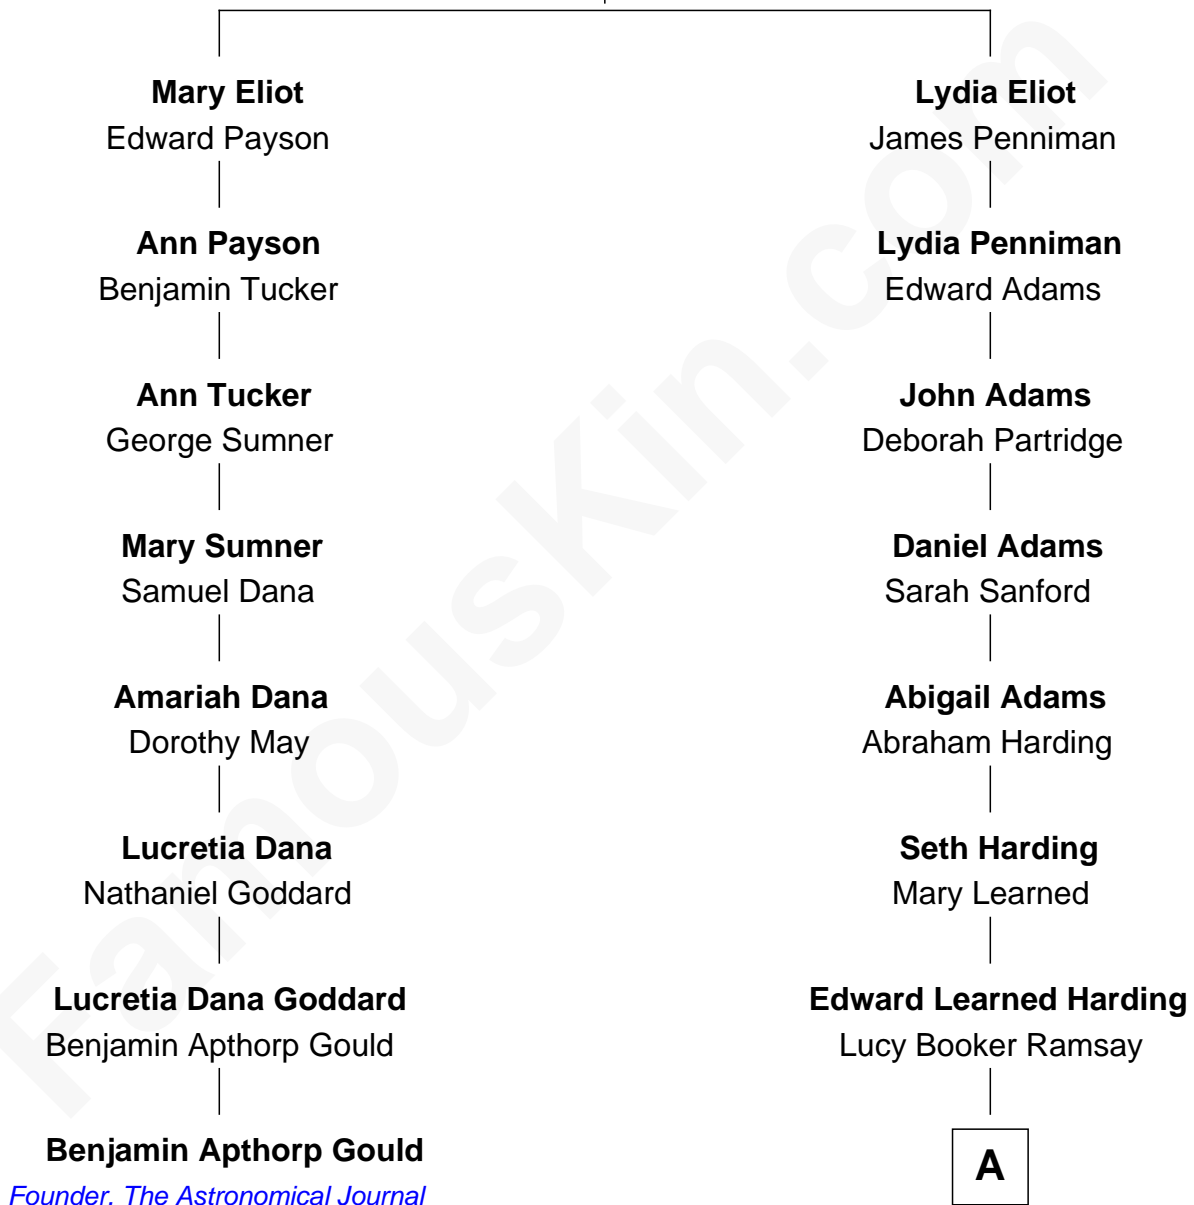 Mary Eliot
Edward Payson
Ann Payson
Benjamin Tucker
Ann Tucker
George Sumner
Mary Sumner
Samuel Dana
Amariah Dana
Dorothy May
Lucretia Dana
Nathaniel Goddard
Lucretia Dana Goddard
Benjamin Apthorp Gould
Benjamin Apthorp Gould
Founder, The Astronomical Journal
Lydia Eliot
James Penniman
Lydia Penniman
Edward Adams
John Adams
Deborah Partridge
Daniel Adams
Sarah Sanford
Abigail Adams
Abraham Harding
Seth Harding
Mary Learned
Edward Learned Harding
Lucy Booker Ramsay
A
FamousKin.com